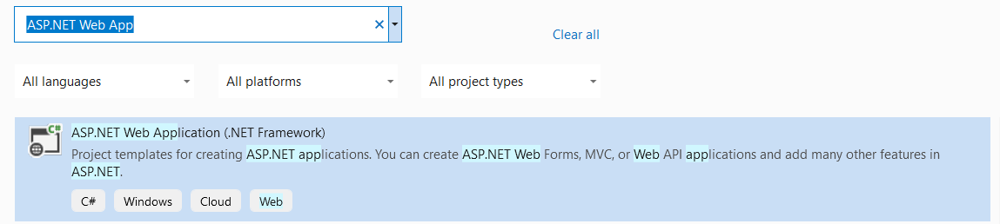 ASP.NET Web App
Clear all
All languages
All platforms
All project types
C#
ASP.NET Web Application (.NET Framework)
Project templates for creating ASP.NET applications. You can create ASP.NET Web Forms, MVC, or Web API applications and add many other features in
ASP.NET.
C#
Windows
Cloud
Web